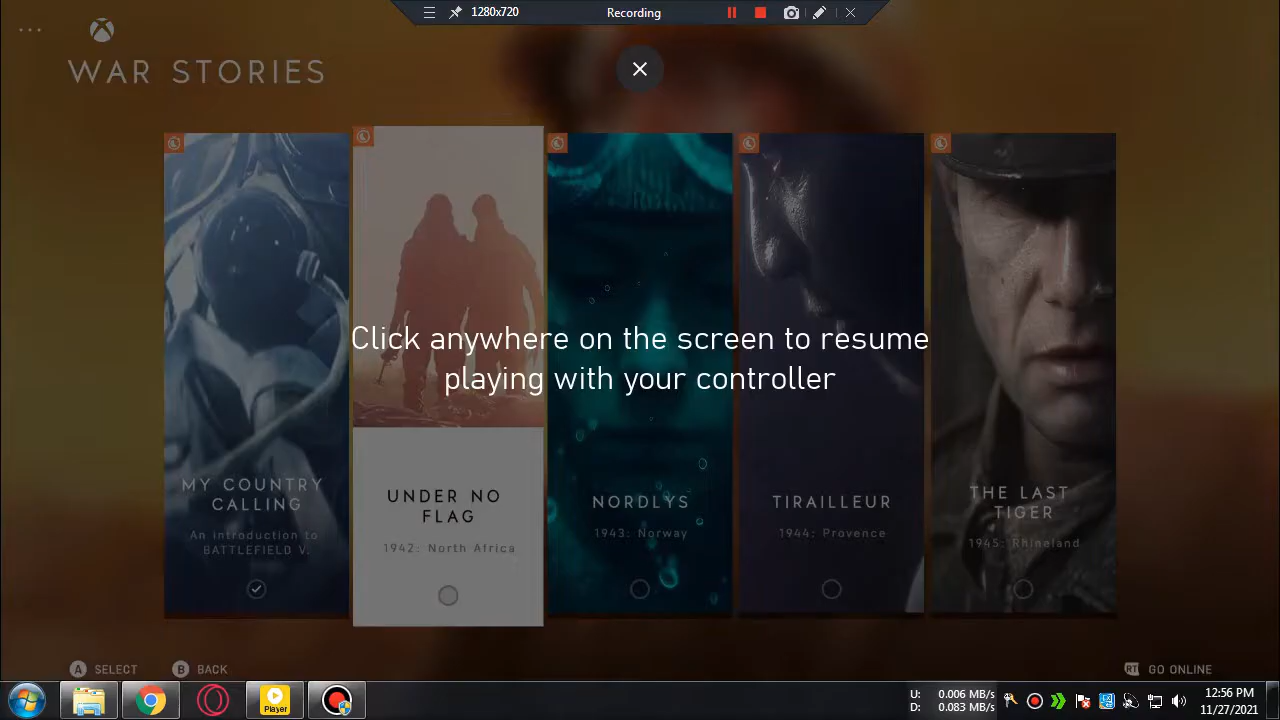 1280x720
Recording
WAR STORIES
Click anywhere on the screen to resume
playing with your controller
MY COUNTRY
CALLING
An introduction to
BATTLEFIELD V.
UNDER NO
FLAG
1942: North Africa
NORDLYS
1943: Norway
TIRAILLEUR
1944: Provence
THE LAST
TIGER
1945: Rhineland
A SELECT
B BACK
RT GO ONLINE
Player
U: 0.006 MB/s
D: 0.083 MB/s
12:56 PM
11/27/2021